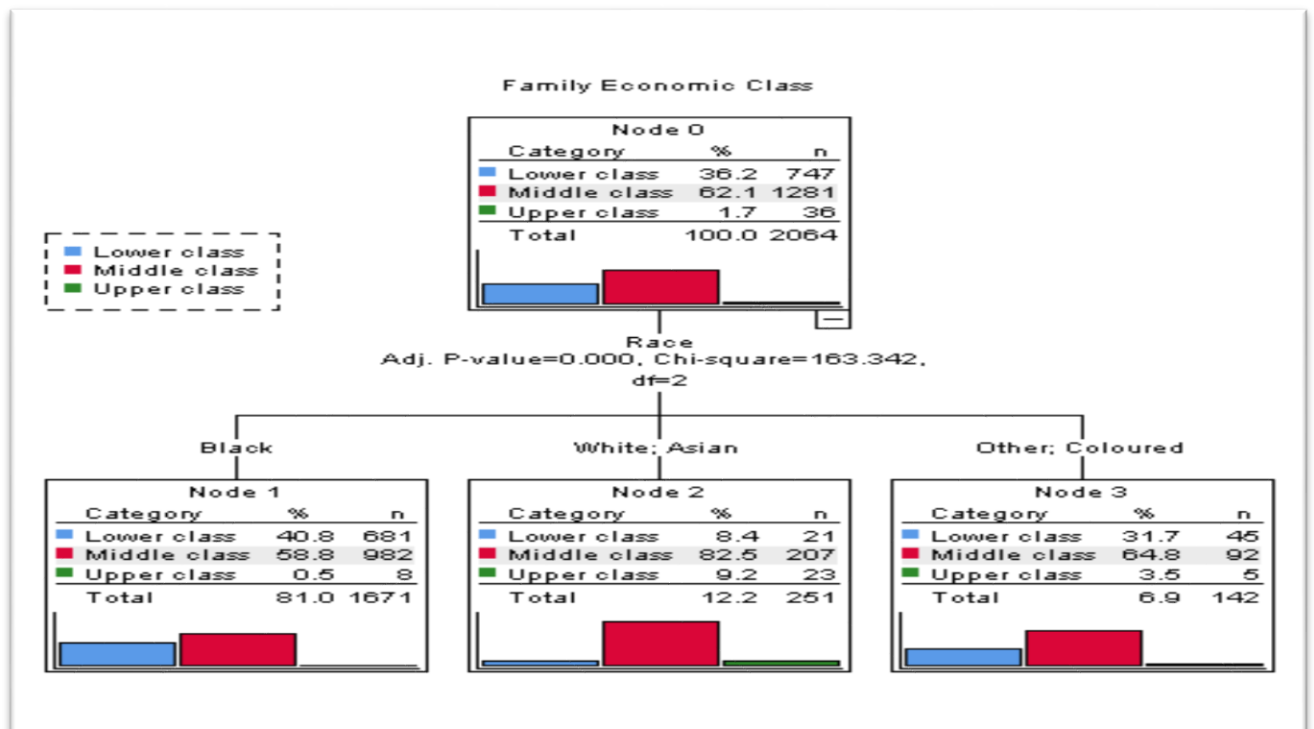 Family Economic Class
Node 0
Category % n
Lower class 36.2 747
Middle class 62.1 1281
Upper class 1.7 36
Total 100.0 2064
Lower class
Middle class
Upper class
Race
Adj. P-value=0.000, Chi-square=163.342,
df=2
Black
White; Asian
Other; Coloured
Node 1
Category % n
Lower class 40.8 681
Middle class 58.8 982
Upper class 0.5 8
Total 81.0 1671
Node 2
Category % n
Lower class 8.4 21
Middle class 82.5 207
Upper class 9.2 23
Total 12.2 251
Node 3
Category % n
Lower class 31.7 45
Middle class 64.8 92
Upper class 3.5 5
Total 6.9 142